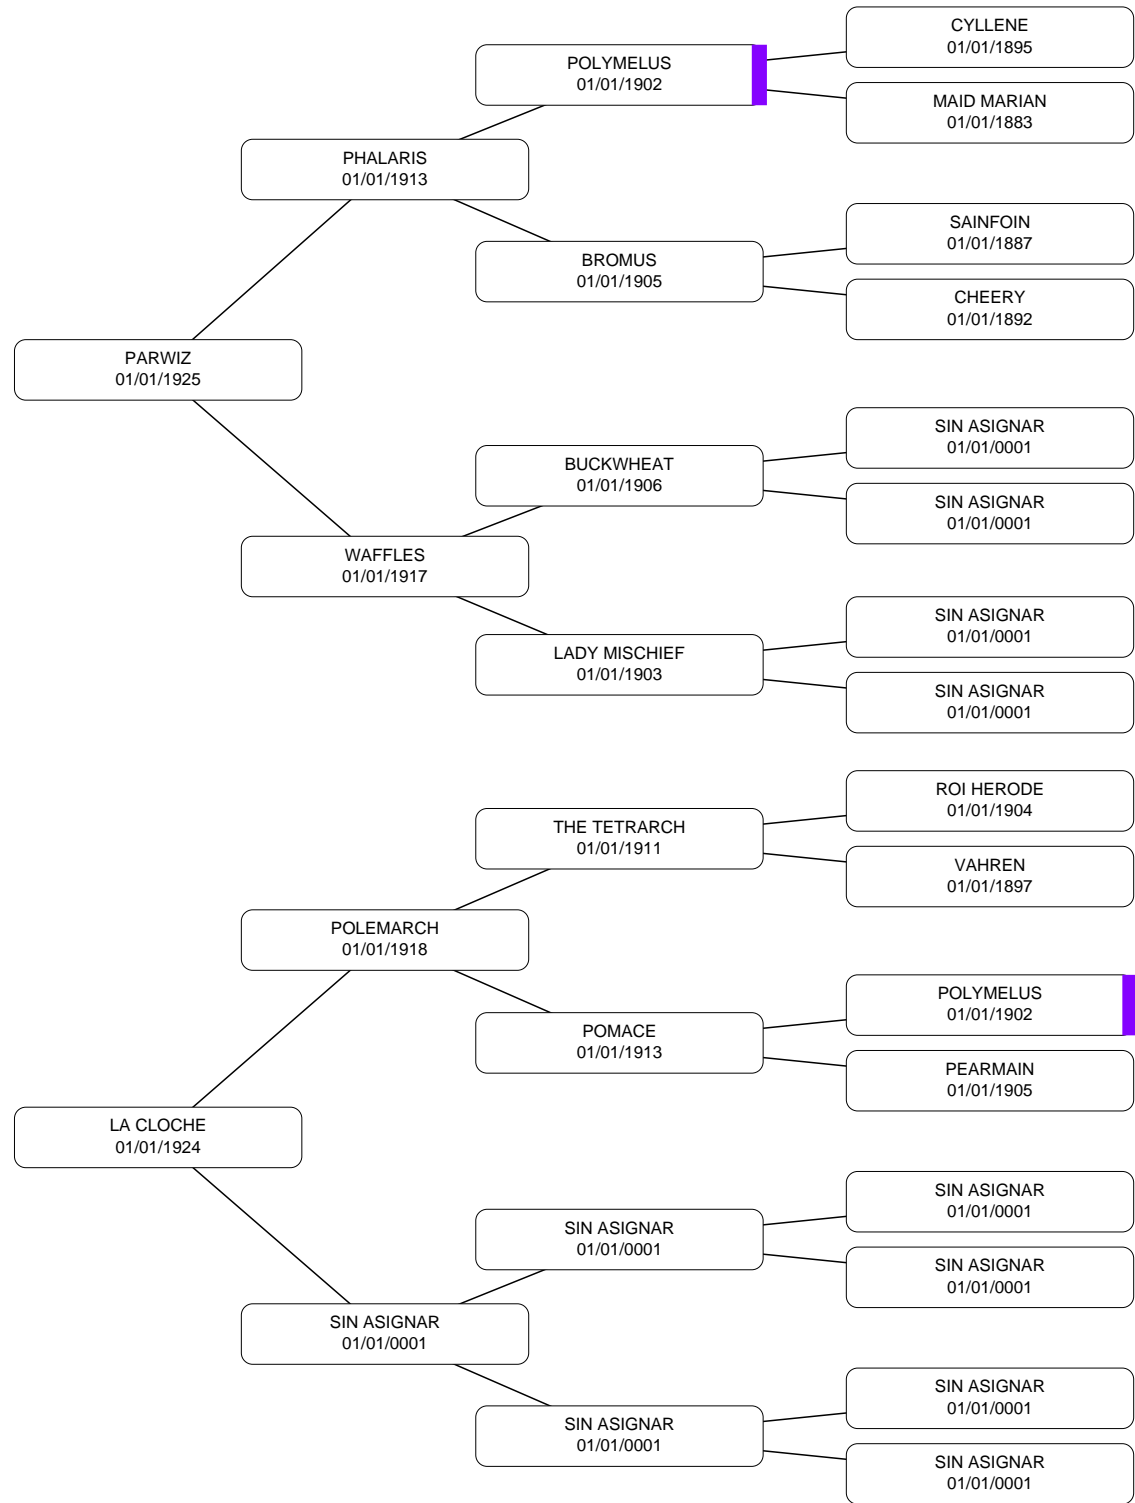 CYLLENE
01/01/1895
POLYMELUS
01/01/1902
MAID MARIAN
01/01/1883
PHALARIS
01/01/1913
SAINFOIN
01/01/1887
BROMUS
01/01/1905
CHEERY
01/01/1892
PARWIZ
01/01/1925
SIN ASIGNAR
01/01/0001
BUCKWHEAT
01/01/1906
SIN ASIGNAR
01/01/0001
WAFFLES
01/01/1917
SIN ASIGNAR
01/01/0001
LADY MISCHIEF
01/01/1903
SIN ASIGNAR
01/01/0001
ROI HERODE
01/01/1904
THE TETRARCH
01/01/1911
VAHREN
01/01/1897
POLEMARCH
01/01/1918
POLYMELUS
01/01/1902
POMACE
01/01/1913
PEARMAIN
01/01/1905
LA CLOCHE
01/01/1924
SIN ASIGNAR
01/01/0001
SIN ASIGNAR
01/01/0001
SIN ASIGNAR
01/01/0001
SIN ASIGNAR
01/01/0001
SIN ASIGNAR
01/01/0001
SIN ASIGNAR
01/01/0001
SIN ASIGNAR
01/01/0001